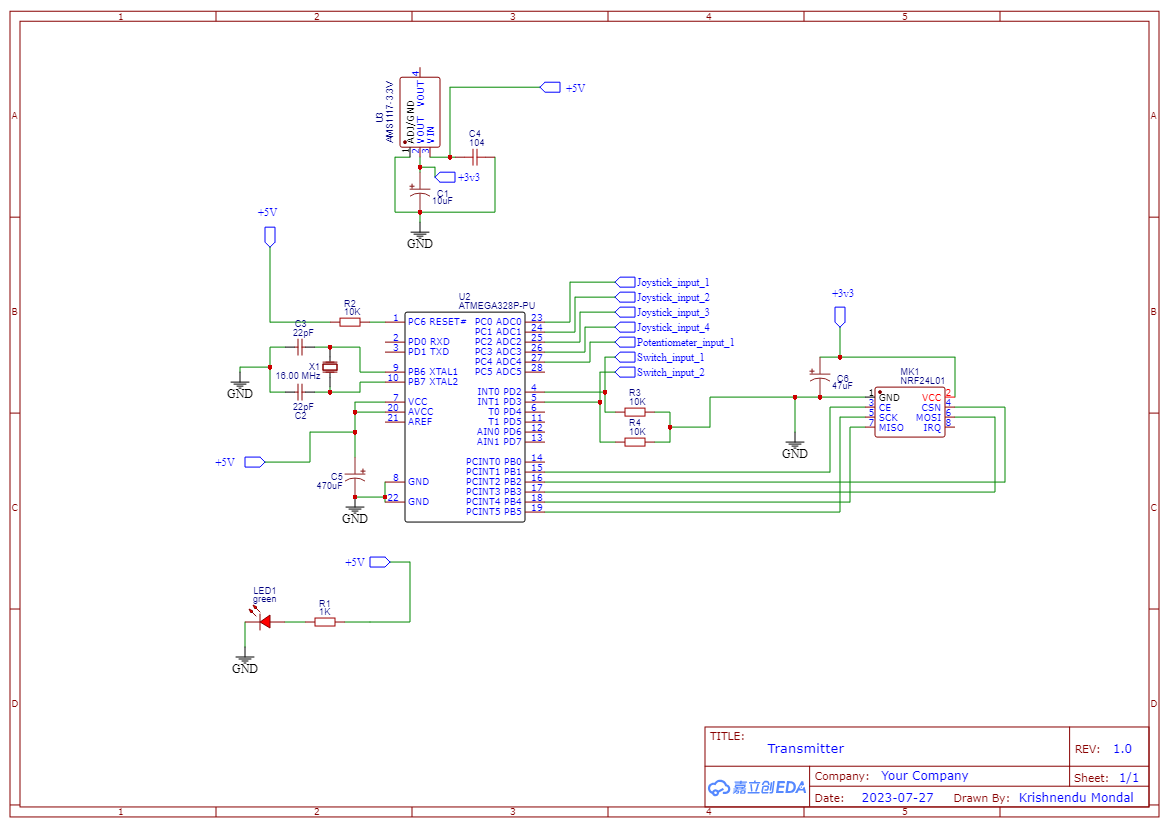 1 2 3 4 5
A A
B B
C C
D D
1 2 3 4 5
U3
AMS1117-3.3V
ADJ/GND
VOUT
VIN
VOUT
4
1 2 3
+5V
C4
104
+3v3
C1
10uF
GND
+5V
R2
10K
C3
22pF
X1
16.00 MHz
22pF
C2
GND
U2
ATMEGA328P-PU
1 PC6 RESET#
2 PD0 RXD
3 PD1 TXD
9 PB6 XTAL1
10 PB7 XTAL2
7 VCC
20 AVCC
21 AREF
8 GND
22 GND
PC0 ADC0 23
PC1 ADC1 24
PC2 ADC2 25
PC3 ADC3 26
PC4 ADC4 27
PC5 ADC5 28
INT0 PD2 4
INT1 PD3 5
T0 PD4 6
T1 PD5 11
AIN0 PD6 12
AIN1 PD7 13
PCINT0 PB0 14
PCINT1 PB1 15
PCINT2 PB2 16
PCINT3 PB3 17
PCINT4 PB4 18
PCINT5 PB5 19
Joystick_input_1
Joystick_input_2
Joystick_input_3
Joystick_input_4
Potentiometer_input_1
Switch_input_1
Switch_input_2
R3
10K
R4
10K
+5V
C5
470uF
GND
+3v3
C6
47uF
GND
MK1
NRF24L01
1 GND VCC 2
3 CE CSN 4
5 SCK MOSI 6
7 MISO IRQ 8
+5V
LED1
green
R1
1K
GND
TITLE:
Transmitter
REV: 1.0
嘉立创EDA
Company: Your Company
Sheet: 1/1
Date: 2023-07-27 Drawn By: Krishnendu Mondal